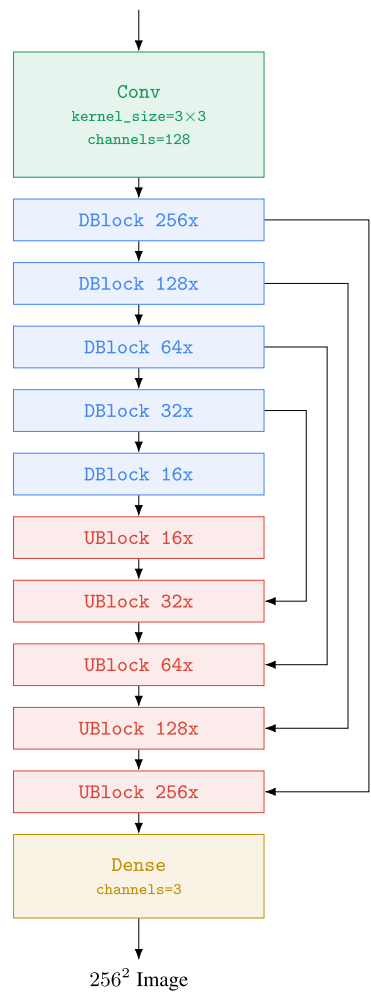 Conv
kernel_size=3×3
channels=128
DBlock 256x
DBlock 128x
DBlock 64x
DBlock 32x
DBlock 16x
UBlock 16x
UBlock 32x
UBlock 64x
UBlock 128x
UBlock 256x
Dense
channels=3
256² Image